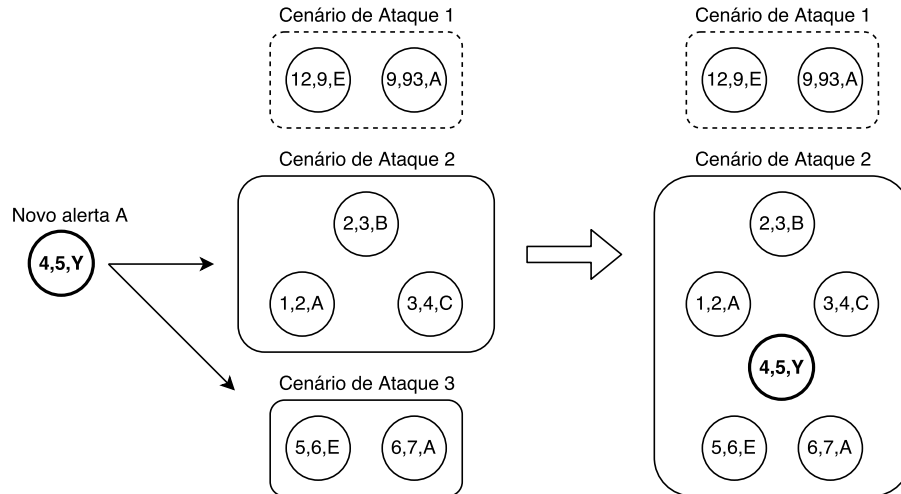 Cenário de Ataque 1
12,9,E
9,93,A
Cenário de Ataque 2
Novo alerta A
4,5,Y
2,3,B
1,2,A
3,4,C
Cenário de Ataque 3
5,6,E
6,7,A
Cenário de Ataque 1
12,9,E
9,93,A
Cenário de Ataque 2
2,3,B
1,2,A
3,4,C
4,5,Y
5,6,E
6,7,A